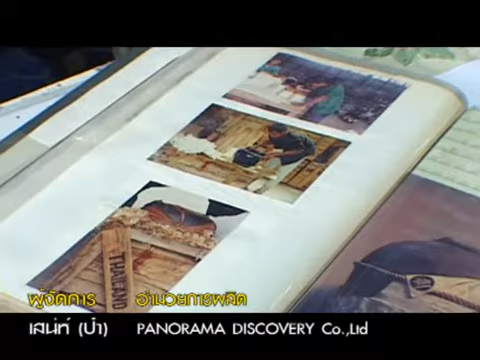 THAILAND
ผู้จัดการ อำนวยการผลิต
เสน่ห์ (ป๋า) PANORAMA DISCOVERY Co.,Ltd